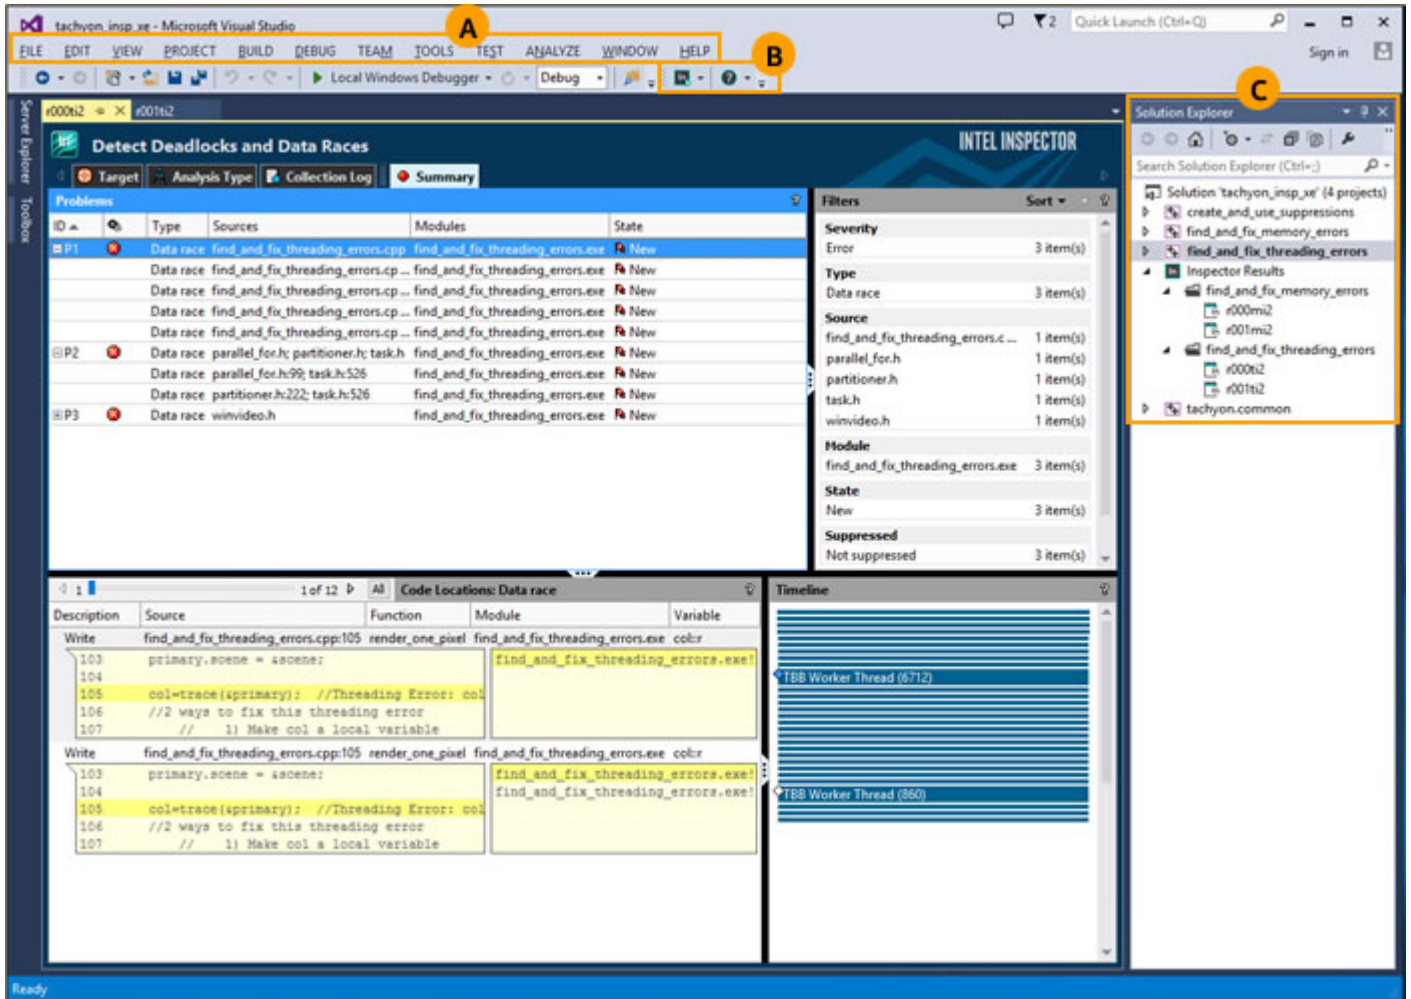 A
B
C
tachyon_insp_xe - Microsoft Visual Studio
2
Quick Launch (Ctrl+Q)
FILE EDIT VIEW PROJECT BUILD DEBUG TEAM TOOLS TEST ANALYZE WINDOW HELP
Sign in
Local Windows Debugger
Debug
Server Explorer
Toolbox
r000ti2
r001ti2
Detect Deadlocks and Data Races
INTEL INSPECTOR
Target Analysis Type Collection Log Summary
Problems
ID Type Sources Modules State
P1 Data race find_and_fix_threading_errors.cpp find_and_fix_threading_errors.exe New
Data race find_and_fix_threading_errors.cp ... find_and_fix_threading_errors.exe New
Data race find_and_fix_threading_errors.cp ... find_and_fix_threading_errors.exe New
Data race find_and_fix_threading_errors.cp ... find_and_fix_threading_errors.exe New
Data race find_and_fix_threading_errors.cp ... find_and_fix_threading_errors.exe New
P2 Data race parallel_for.h; partitioner.h; task.h find_and_fix_threading_errors.exe New
Data race parallel_for.h:99; task.h:526 find_and_fix_threading_errors.exe New
Data race partitioner.h:222; task.h:526 find_and_fix_threading_errors.exe New
P3 Data race winvideo.h find_and_fix_threading_errors.exe New
Filters Sort
Severity
Error 3 item(s)
Type
Data race 3 item(s)
Source
find_and_fix_threading_errors.c ... 1 item(s)
parallel_for.h 1 item(s)
partitioner.h 1 item(s)
task.h 1 item(s)
winvideo.h 1 item(s)
Module
find_and_fix_threading_errors.exe 3 item(s)
State
New 3 item(s)
Suppressed
Not suppressed 3 item(s)
Solution Explorer
Search Solution Explorer (Ctrl+;)
Solution 'tachyon_insp_xe' (4 projects)
create_and_use_suppressions
find_and_fix_memory_errors
find_and_fix_threading_errors
Inspector Results
find_and_fix_memory_errors
r000mi2
r001mi2
find_and_fix_threading_errors
r000ti2
r001ti2
tachyon.common
1 1 of 12 All Code Locations: Data race
Description Source Function Module Variable
Write find_and_fix_threading_errors.cpp:105 render_one_pixel find_and_fix_threading_errors.exe col:r
103 primary.scene = &scene; find_and_fix_threading_errors.exe!
104
105 col=trace(&primary); //Threading Error: col
106 //2 ways to fix this threading error
107 // 1) Make col a local variable
Write find_and_fix_threading_errors.cpp:105 render_one_pixel find_and_fix_threading_errors.exe col:r
103 primary.scene = &scene; find_and_fix_threading_errors.exe!
104 find_and_fix_threading_errors.exe!
105 col=trace(&primary); //Threading Error: col
106 //2 ways to fix this threading error
107 // 1) Make col a local variable
Timeline
TBB Worker Thread (6712)
TBB Worker Thread (860)
Ready